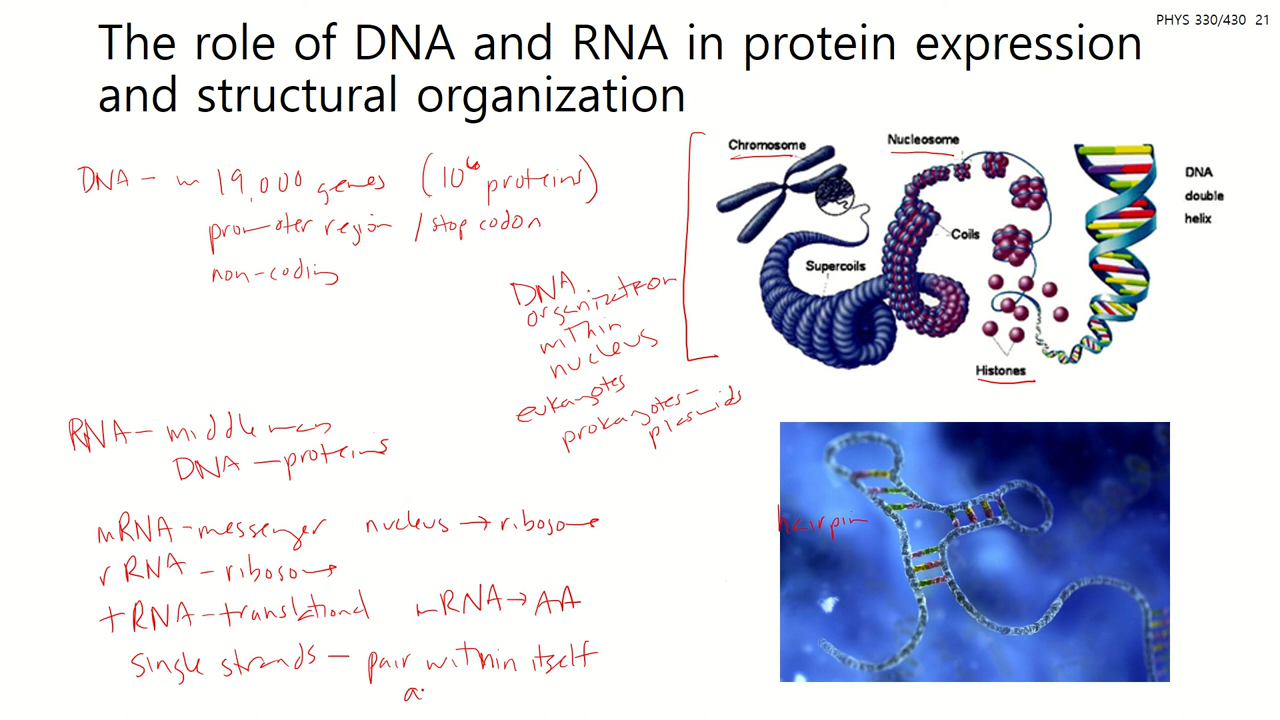 PHYS 330/430 21
The role of DNA and RNA in protein expression
and structural organization
DNA – ~ 19,000 genes (10^6 proteins)
promoter region / stop codon
non-coding
DNA
organization
within
nucleus
eukaryotes
prokaryotes –
plasmids
Chromosome
Nucleosome
Coils
Supercoils
Histones
DNA
double
helix
RNA – middle man
DNA – proteins
mRNA – messenger nucleus → ribosome
rRNA – ribosome
tRNA – translational mRNA → AA
single strands – pair within itself
a
hairpin